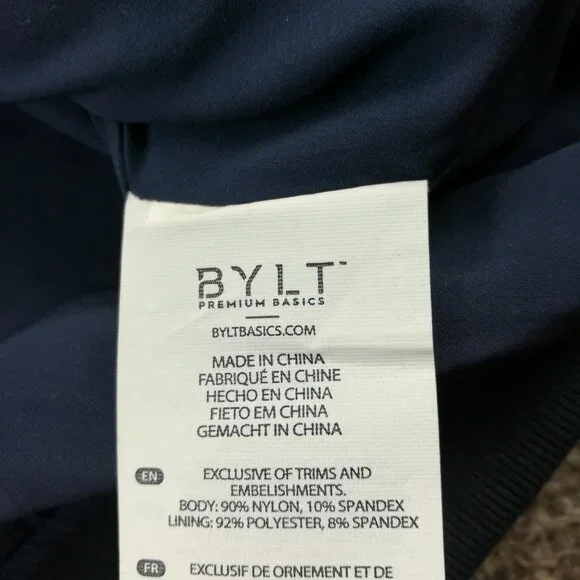 BYLT™
PREMIUM BASICS
BYLTBASICS.COM
MADE IN CHINA
FABRIQUÉ EN CHINE
HECHO EN CHINA
FIETO EM CHINA
GEMACHT IN CHINA
EN EXCLUSIVE OF TRIMS AND
EMBELISHMENTS.
BODY: 90% NYLON, 10% SPANDEX
LINING: 92% POLYESTER, 8% SPANDEX
FR EXCLUSIF DE ORNEMENT ET DE